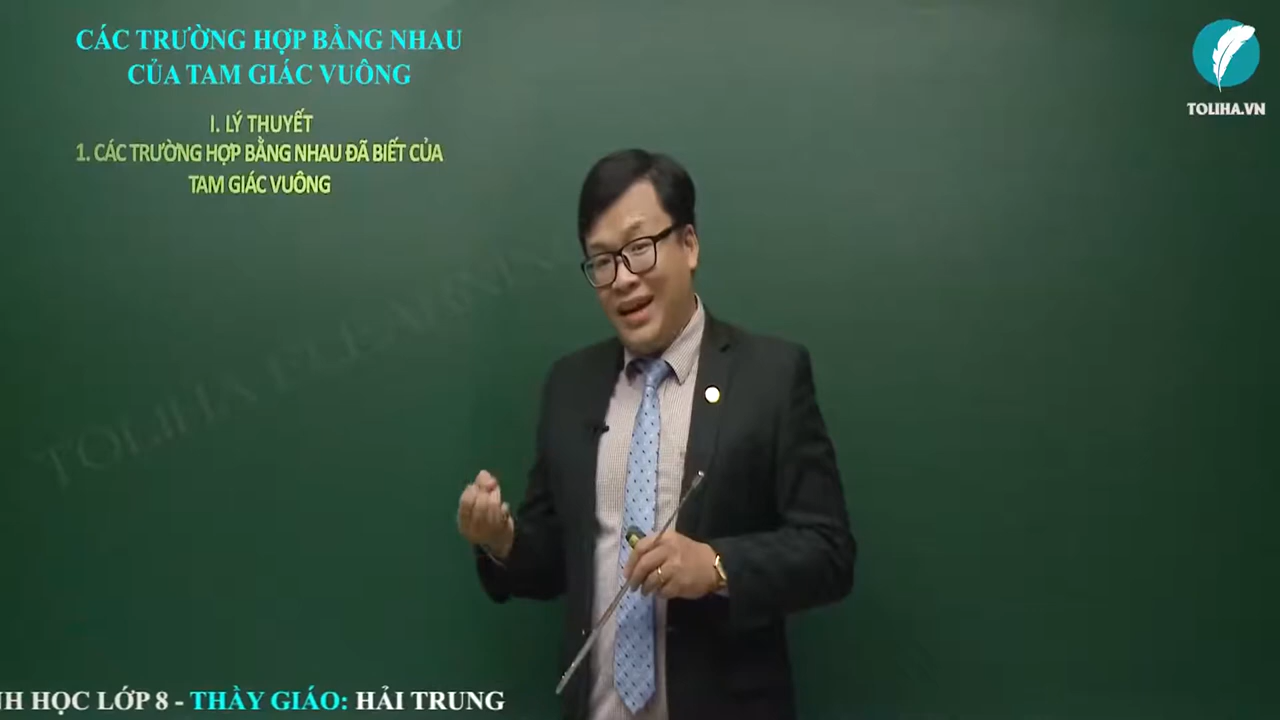 CÁC TRƯỜNG HỢP BẰNG NHAU
CỦA TAM GIÁC VUÔNG
I. LÝ THUYẾT
1. CÁC TRƯỜNG HỢP BẰNG NHAU ĐÃ BIẾT CỦA
TAM GIÁC VUÔNG
TOLIHA.VN
TOLIHA
HỌC LỚP 8 - THẦY GIÁO: HẢI TRUNG